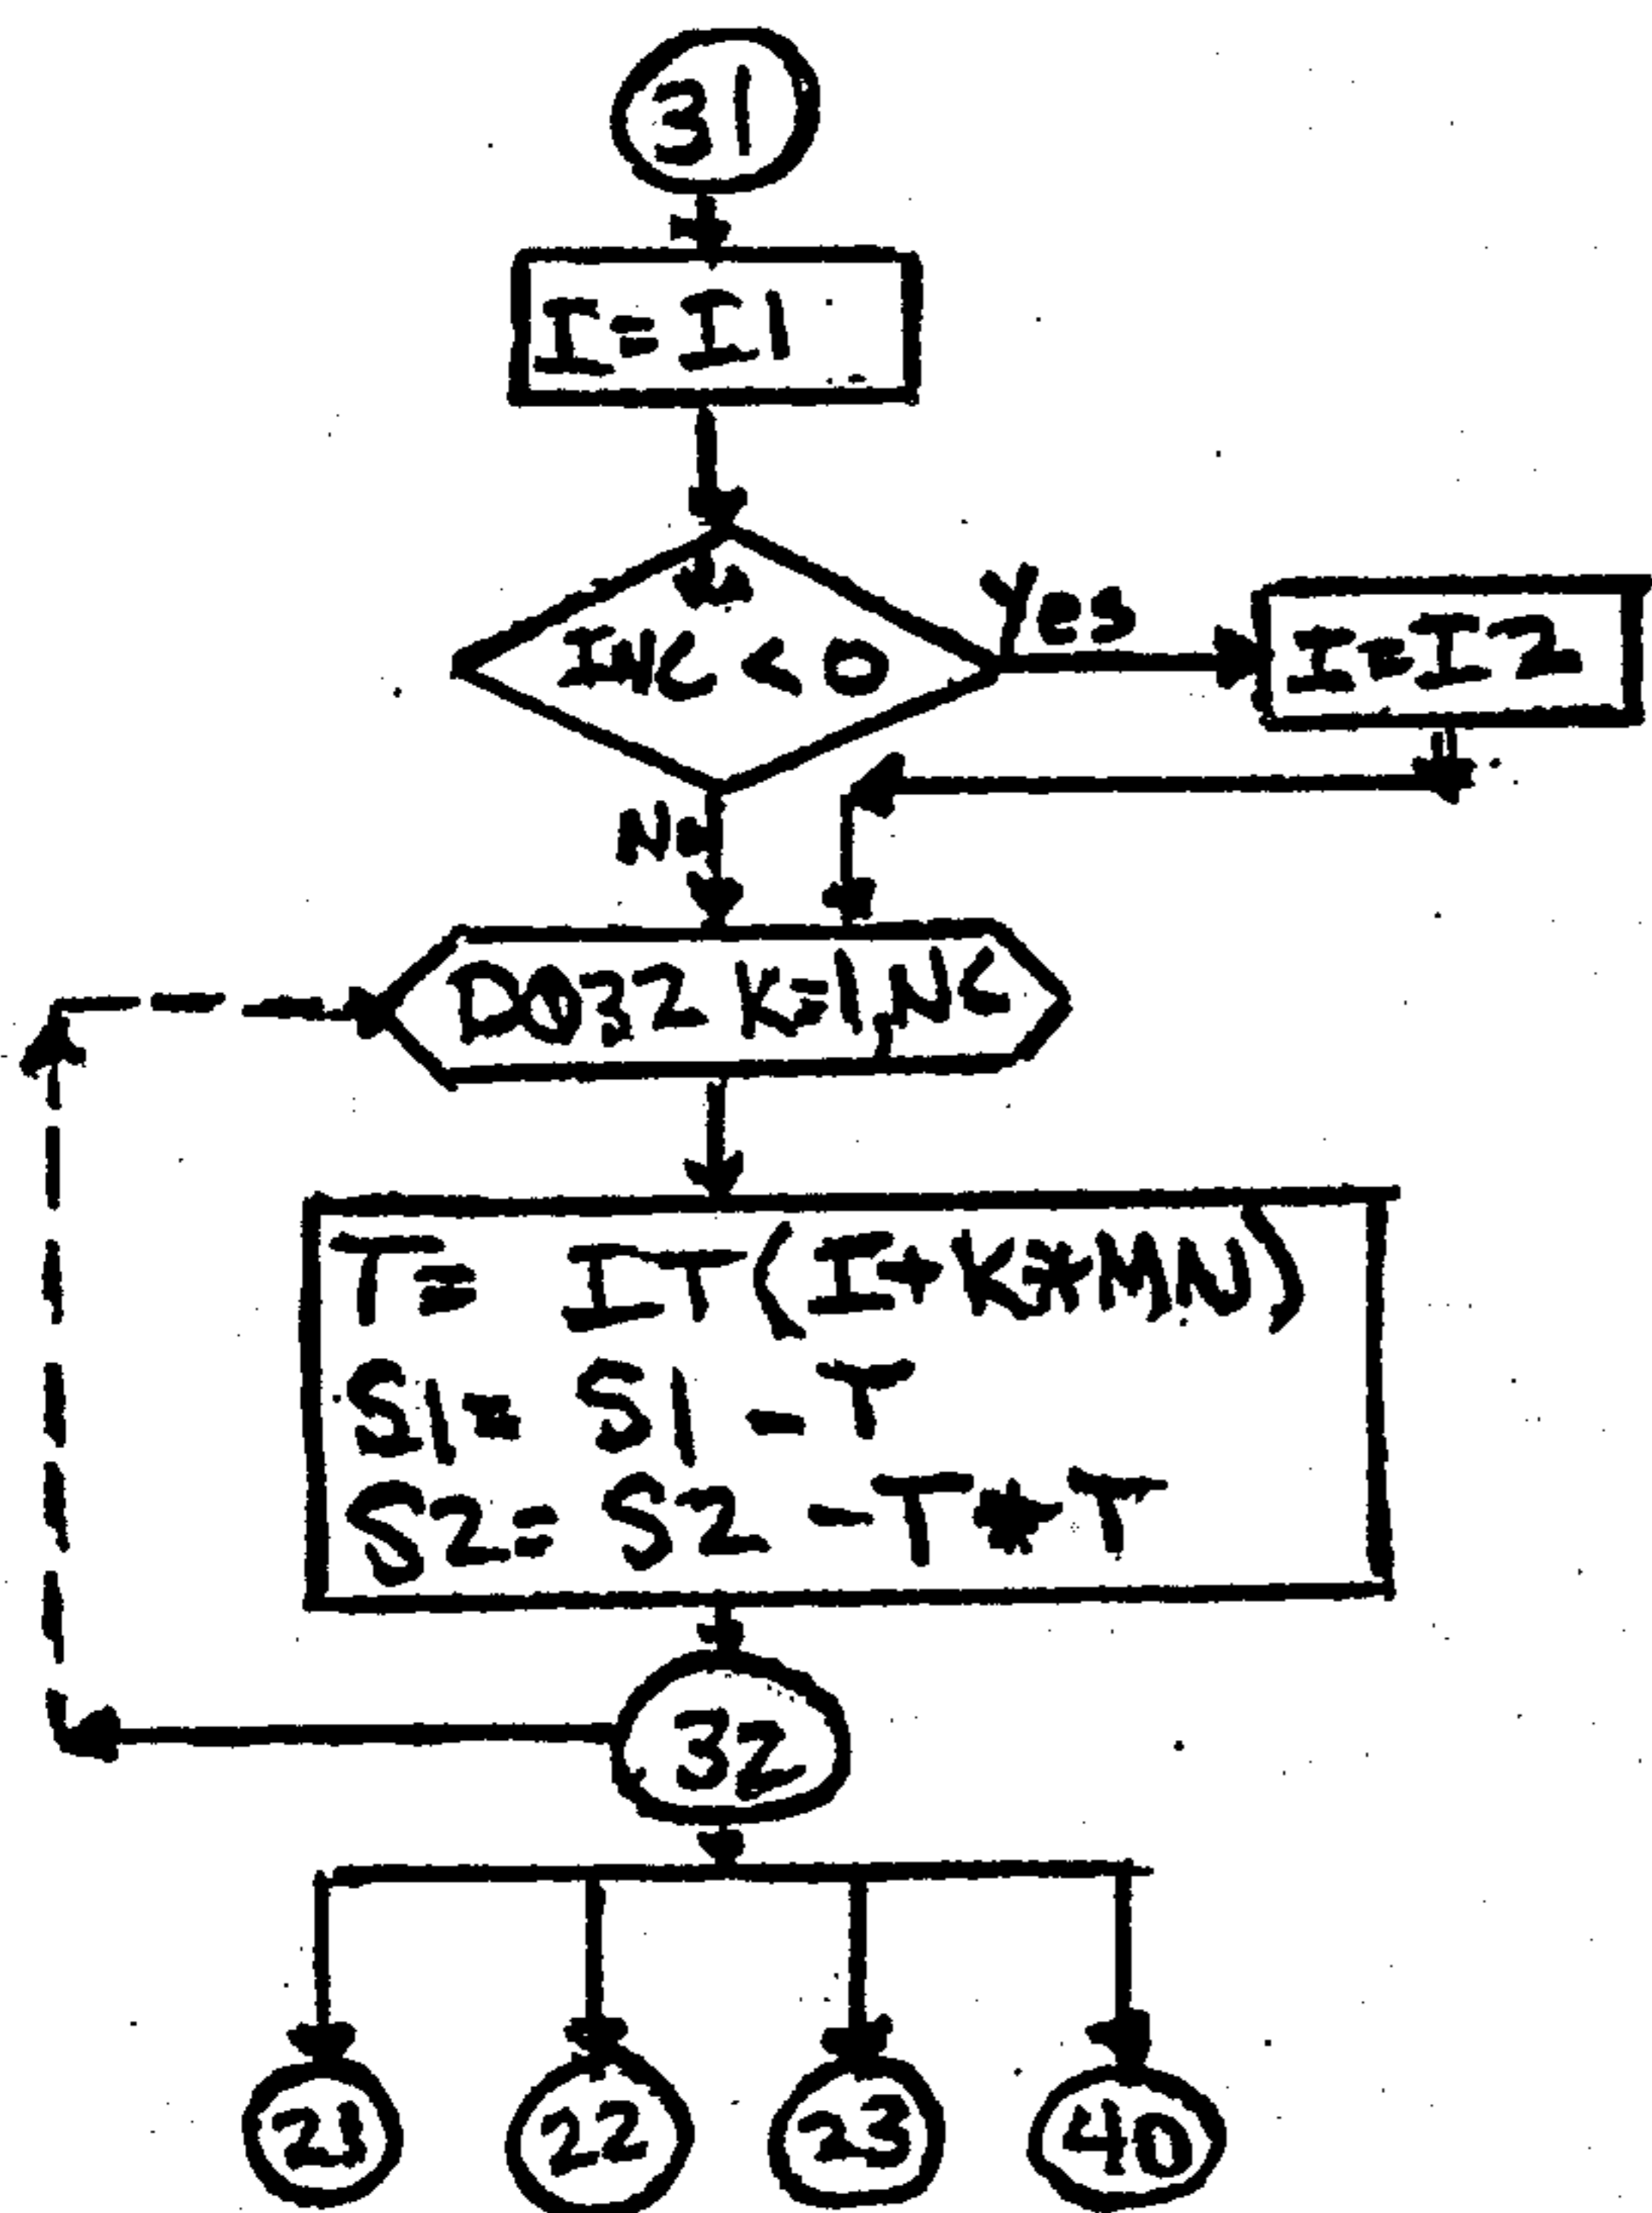 31
I=I1
INC<0
Yes
I=I2
No
DO32 K=1,NC
T= IT(I+K*MN)
S1= S1 -T
S2= S2 -T*T
32
21
22
23
40